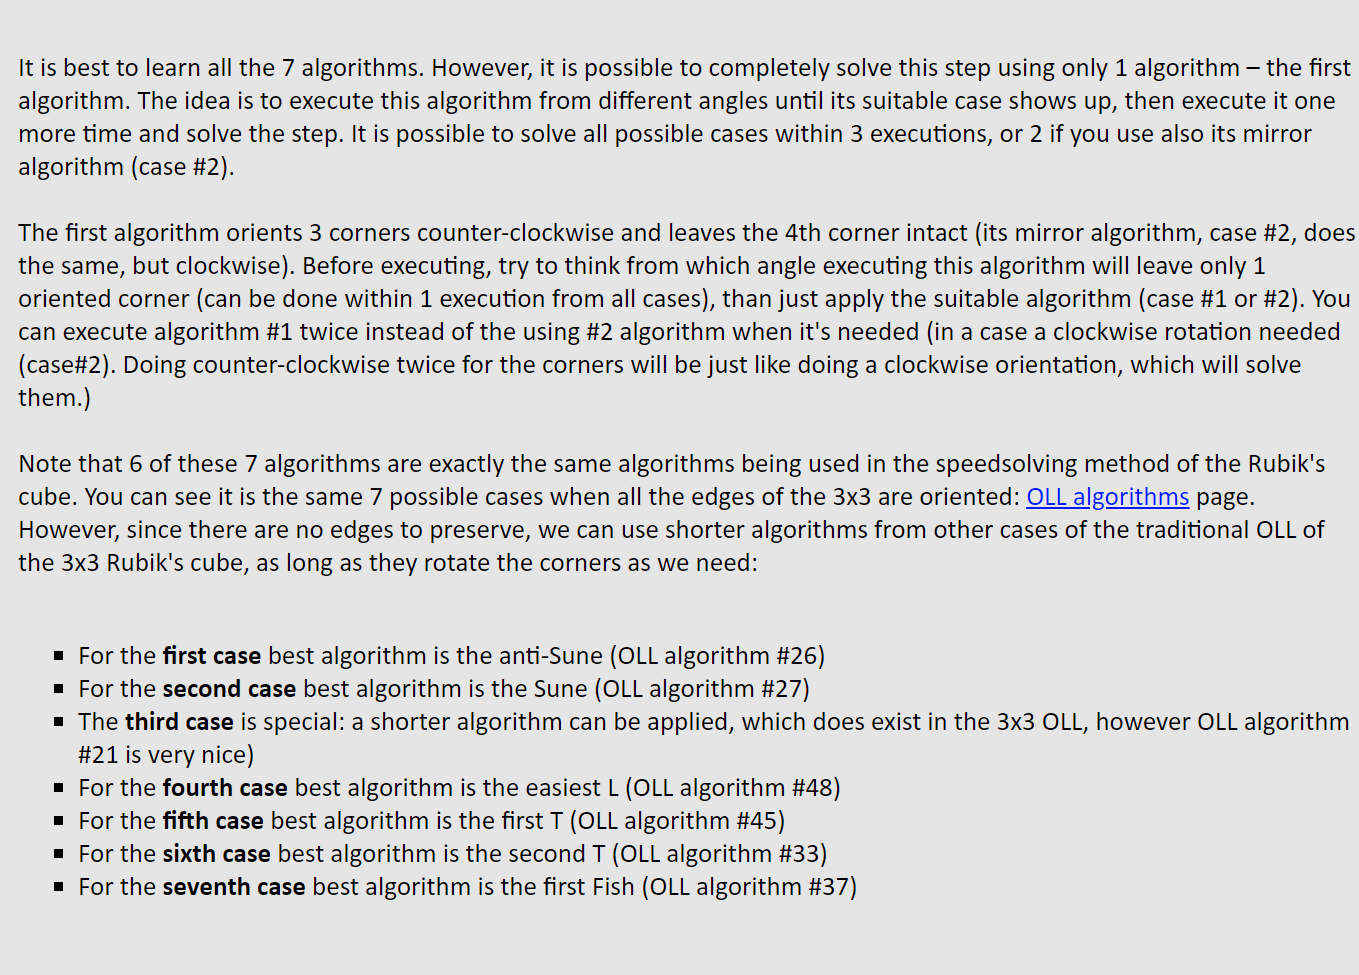 It is best to learn all the 7 algorithms. However, it is possible to completely solve this step using only 1 algorithm – the first
algorithm. The idea is to execute this algorithm from different angles until its suitable case shows up, then execute it one
more time and solve the step. It is possible to solve all possible cases within 3 executions, or 2 if you use also its mirror
algorithm (case #2).
The first algorithm orients 3 corners counter-clockwise and leaves the 4th corner intact (its mirror algorithm, case #2, does
the same, but clockwise). Before executing, try to think from which angle executing this algorithm will leave only 1
oriented corner (can be done within 1 execution from all cases), than just apply the suitable algorithm (case #1 or #2). You
can execute algorithm #1 twice instead of the using #2 algorithm when it's needed (in a case a clockwise rotation needed
(case#2). Doing counter-clockwise twice for the corners will be just like doing a clockwise orientation, which will solve
them.)
Note that 6 of these 7 algorithms are exactly the same algorithms being used in the speedsolving method of the Rubik's
cube. You can see it is the same 7 possible cases when all the edges of the 3x3 are oriented: OLL algorithms page.
However, since there are no edges to preserve, we can use shorter algorithms from other cases of the traditional OLL of
the 3x3 Rubik's cube, as long as they rotate the corners as we need:
▪ For the first case best algorithm is the anti-Sune (OLL algorithm #26)
▪ For the second case best algorithm is the Sune (OLL algorithm #27)
▪ The third case is special: a shorter algorithm can be applied, which does exist in the 3x3 OLL, however OLL algorithm
#21 is very nice)
▪ For the fourth case best algorithm is the easiest L (OLL algorithm #48)
▪ For the fifth case best algorithm is the first T (OLL algorithm #45)
▪ For the sixth case best algorithm is the second T (OLL algorithm #33)
▪ For the seventh case best algorithm is the first Fish (OLL algorithm #37)